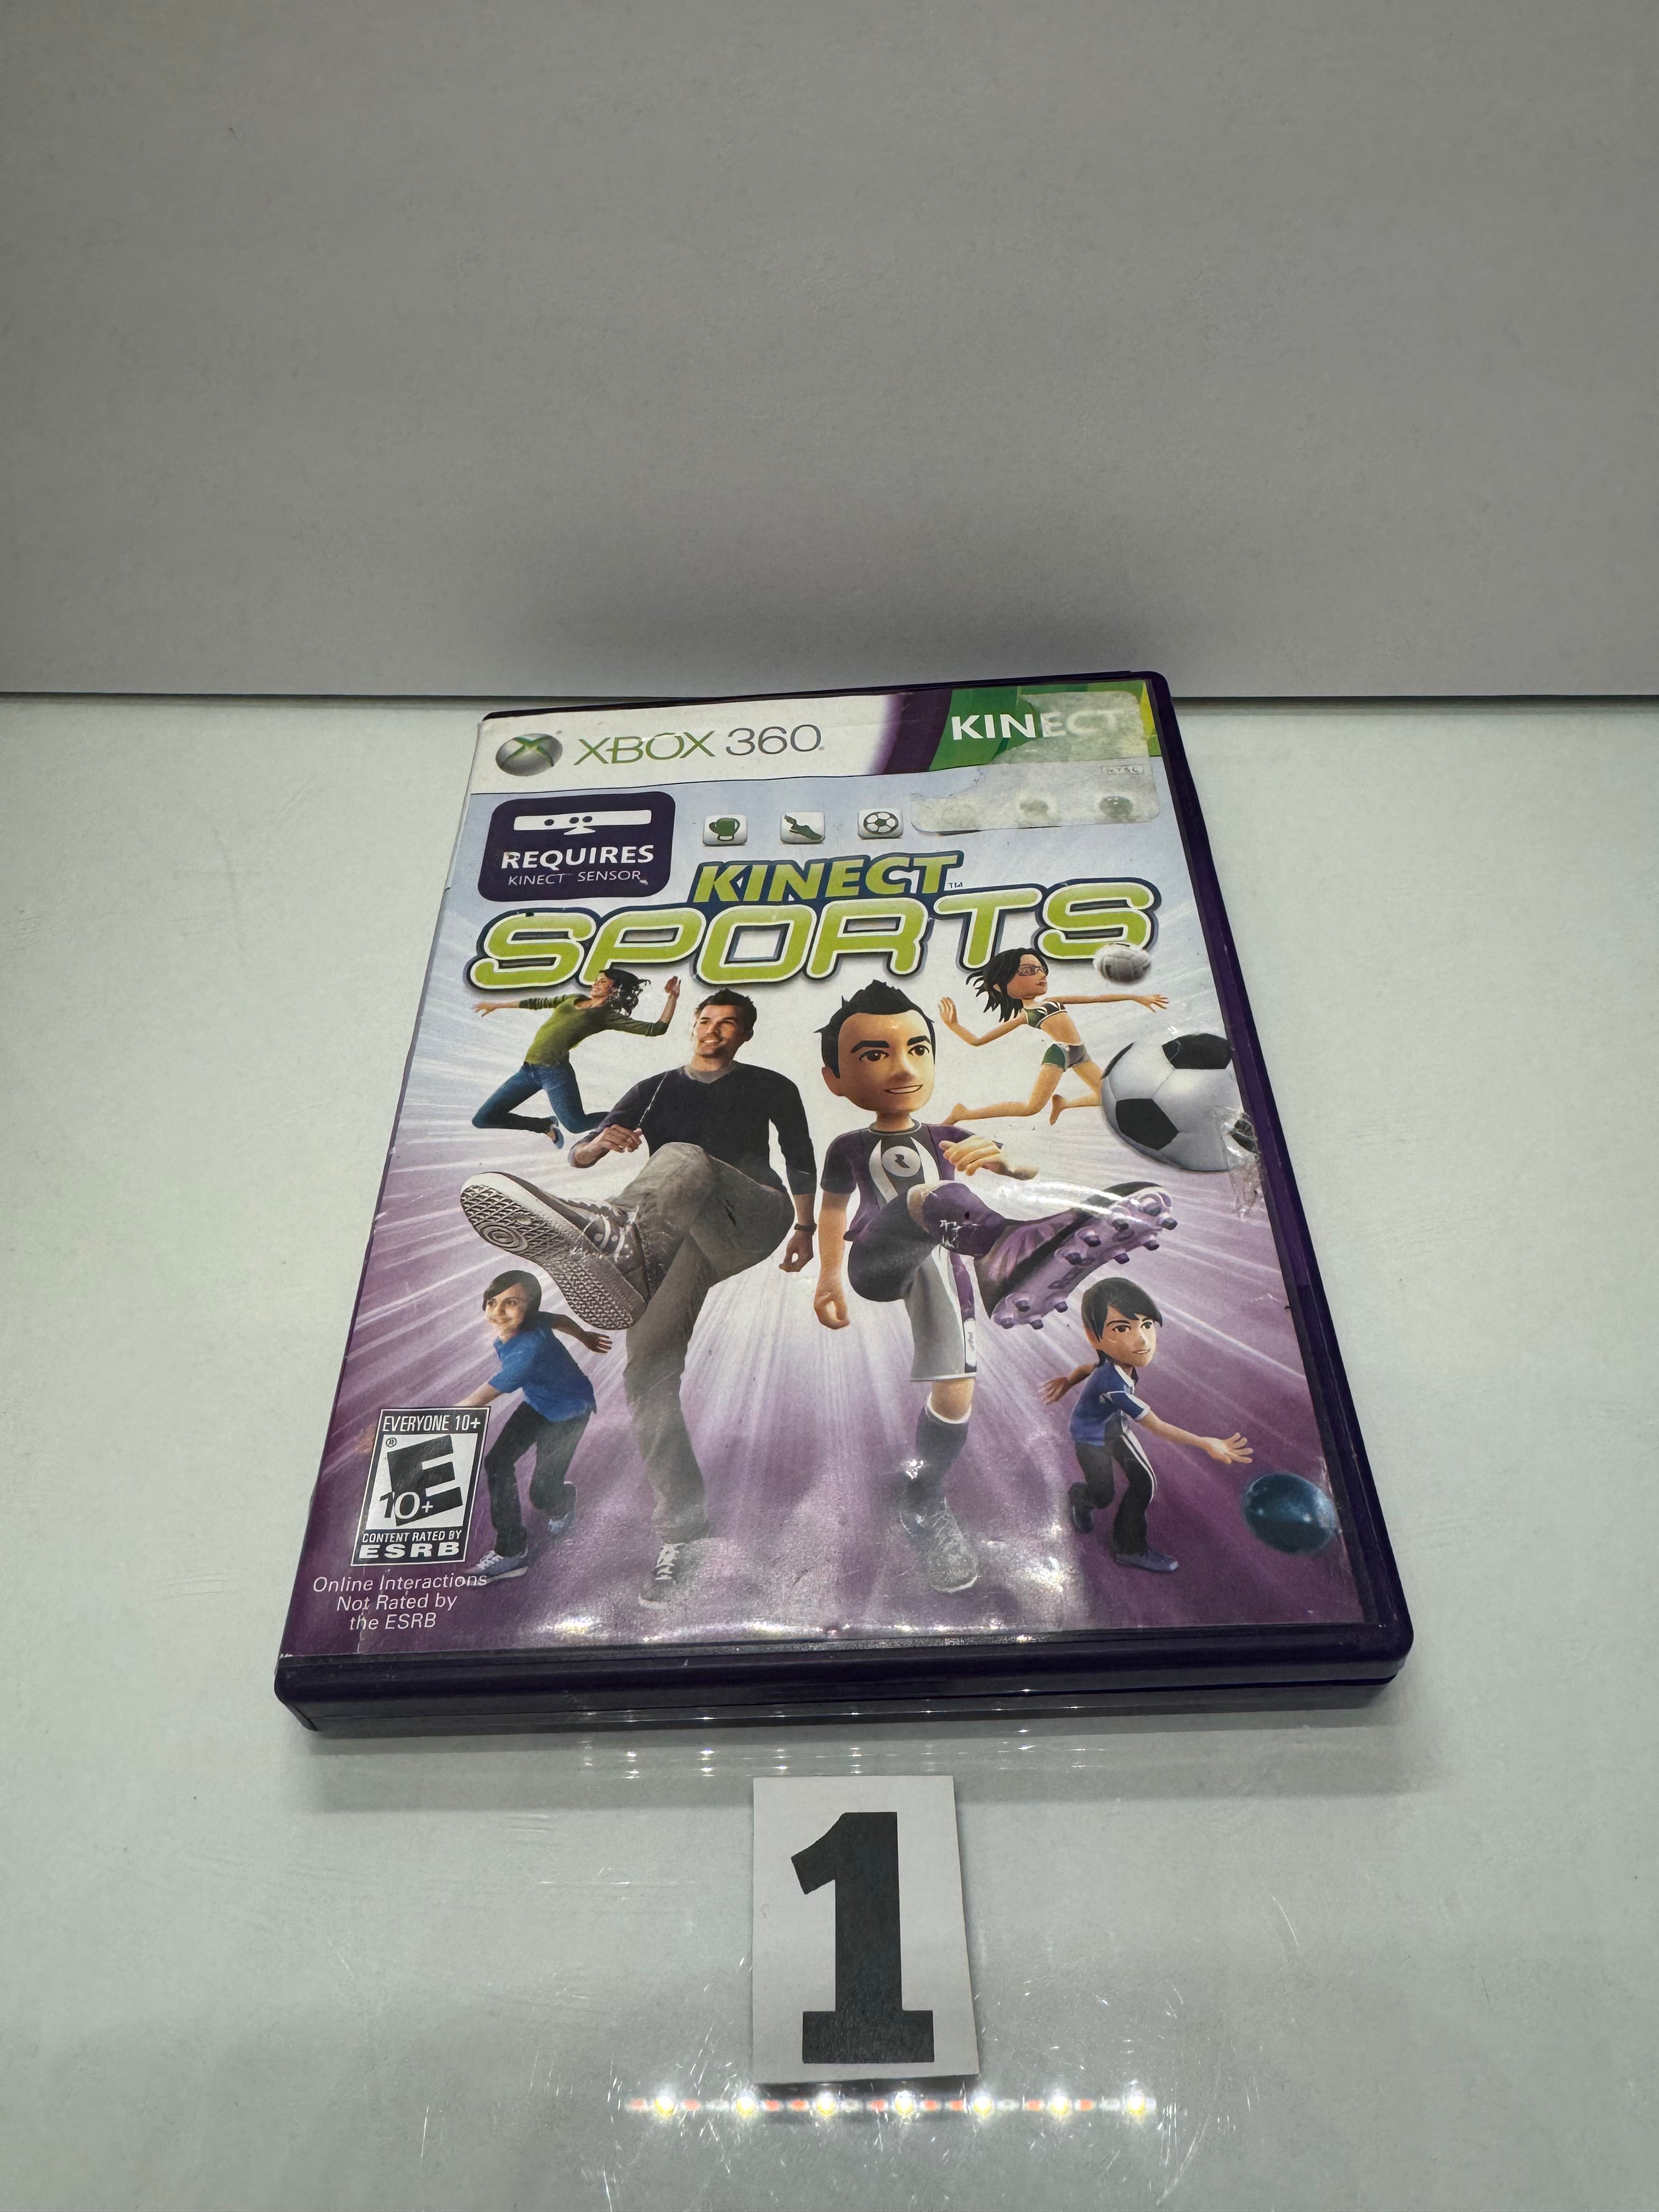 XBOX 360
KINECT
REQUIRES
KINECT SENSOR
KINECT™
SPORTS
EVERYONE 10+
E
10+
CONTENT RATED BY
ESRB
Online Interactions
Not Rated by
the ESRB
1